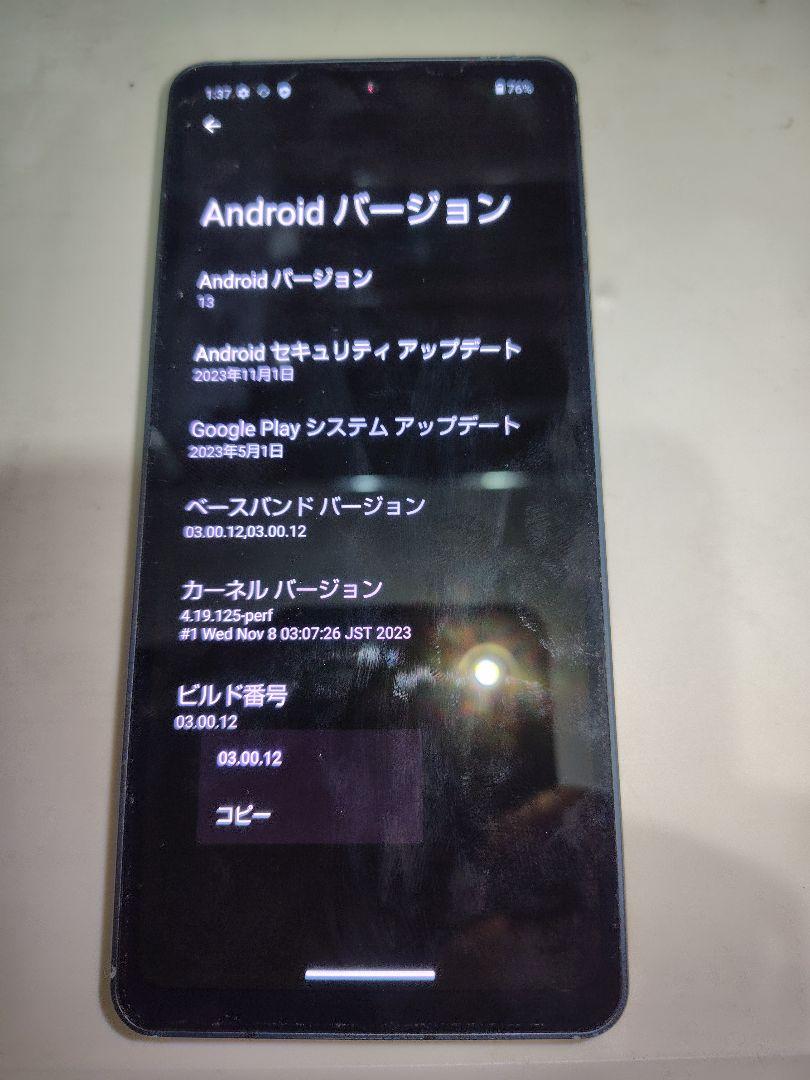 1:37
76%
Android バージョン
Android バージョン
13
Android セキュリティ アップデート
2023年11月1日
Google Play システム アップデート
2023年5月1日
ベースバンド バージョン
03.00.12,03.00.12
カーネル バージョン
4.19.125-perf
#1 Wed Nov 8 03:07:26 JST 2023
ビルド番号
03.00.12
03.00.12
コピー